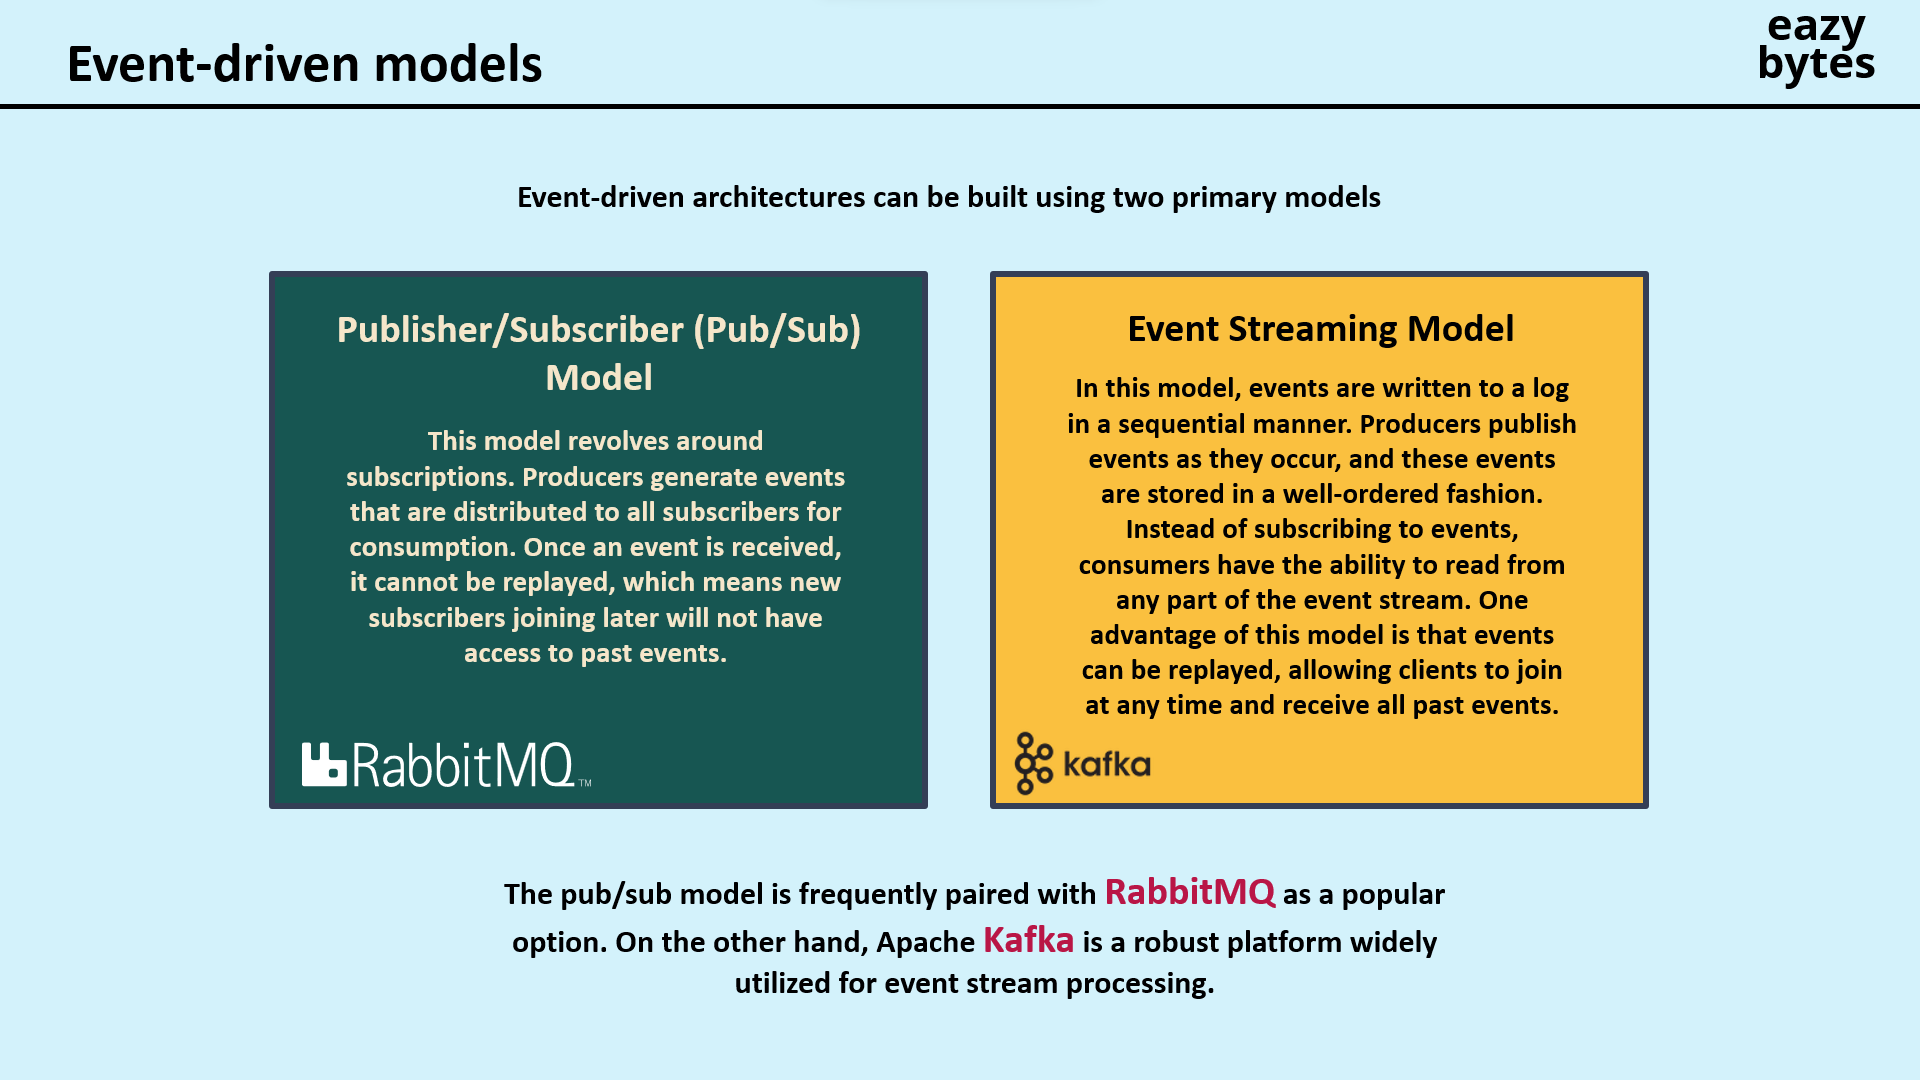 Event-driven models
eazy
bytes
Event-driven architectures can be built using two primary models
Publisher/Subscriber (Pub/Sub)
Model
This model revolves around
subscriptions. Producers generate events
that are distributed to all subscribers for
consumption. Once an event is received,
it cannot be replayed, which means new
subscribers joining later will not have
access to past events.
RabbitMQ TM
Event Streaming Model
In this model, events are written to a log
in a sequential manner. Producers publish
events as they occur, and these events
are stored in a well-ordered fashion.
Instead of subscribing to events,
consumers have the ability to read from
any part of the event stream. One
advantage of this model is that events
can be replayed, allowing clients to join
at any time and receive all past events.
kafka
The pub/sub model is frequently paired with RabbitMQ as a popular
option. On the other hand, Apache Kafka is a robust platform widely
utilized for event stream processing.